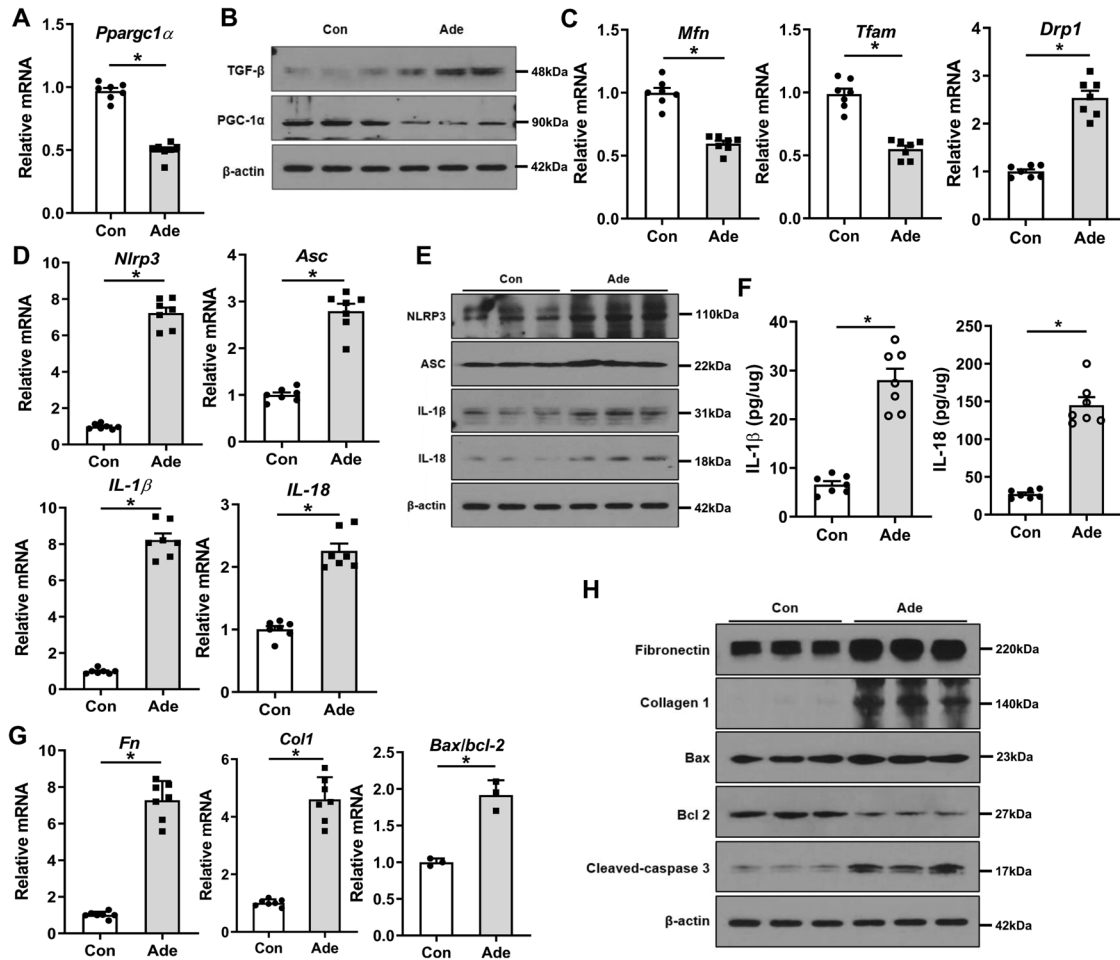 A
Ppargc1α
*
Relative mRNA
1.5
1.0
0.5
0.0
Con
Ade
B
Con
Ade
TGF-β
48kDa
PGC-1α
90kDa
β-actin
42kDa
C
Mfn
*
Relative mRNA
1.5
1.0
0.5
0.0
Con
Ade
Tfam
*
Relative mRNA
1.5
1.0
0.5
0.0
Con
Ade
Drp1
*
Relative mRNA
4
3
2
1
0
Con
Ade
D
Nlrp3
*
Relative mRNA
10
8
6
4
2
0
Con
Ade
Asc
*
Relative mRNA
4
3
2
1
0
Con
Ade
IL-1β
*
Relative mRNA
10
8
6
4
2
0
Con
Ade
IL-18
*
Relative mRNA
3
2
1
0
Con
Ade
E
Con
Ade
NLRP3
110kDa
ASC
22kDa
IL-1β
31kDa
IL-18
18kDa
β-actin
42kDa
F
*
IL-1β (pg/ug)
40
30
20
10
0
Con
Ade
*
IL-18 (pg/ug)
250
200
150
100
50
0
Con
Ade
G
Fn
*
Relative mRNA
10
8
6
4
2
0
Con
Ade
Col1
*
Relative mRNA
6
4
2
0
Con
Ade
Bax/bcl-2
*
Relative mRNA
2.5
2.0
1.5
1.0
0.5
0.0
Con
Ade
H
Con
Ade
Fibronectin
220kDa
Collagen 1
140kDa
Bax
23kDa
Bcl 2
27kDa
Cleaved-caspase 3
17kDa
β-actin
42kDa